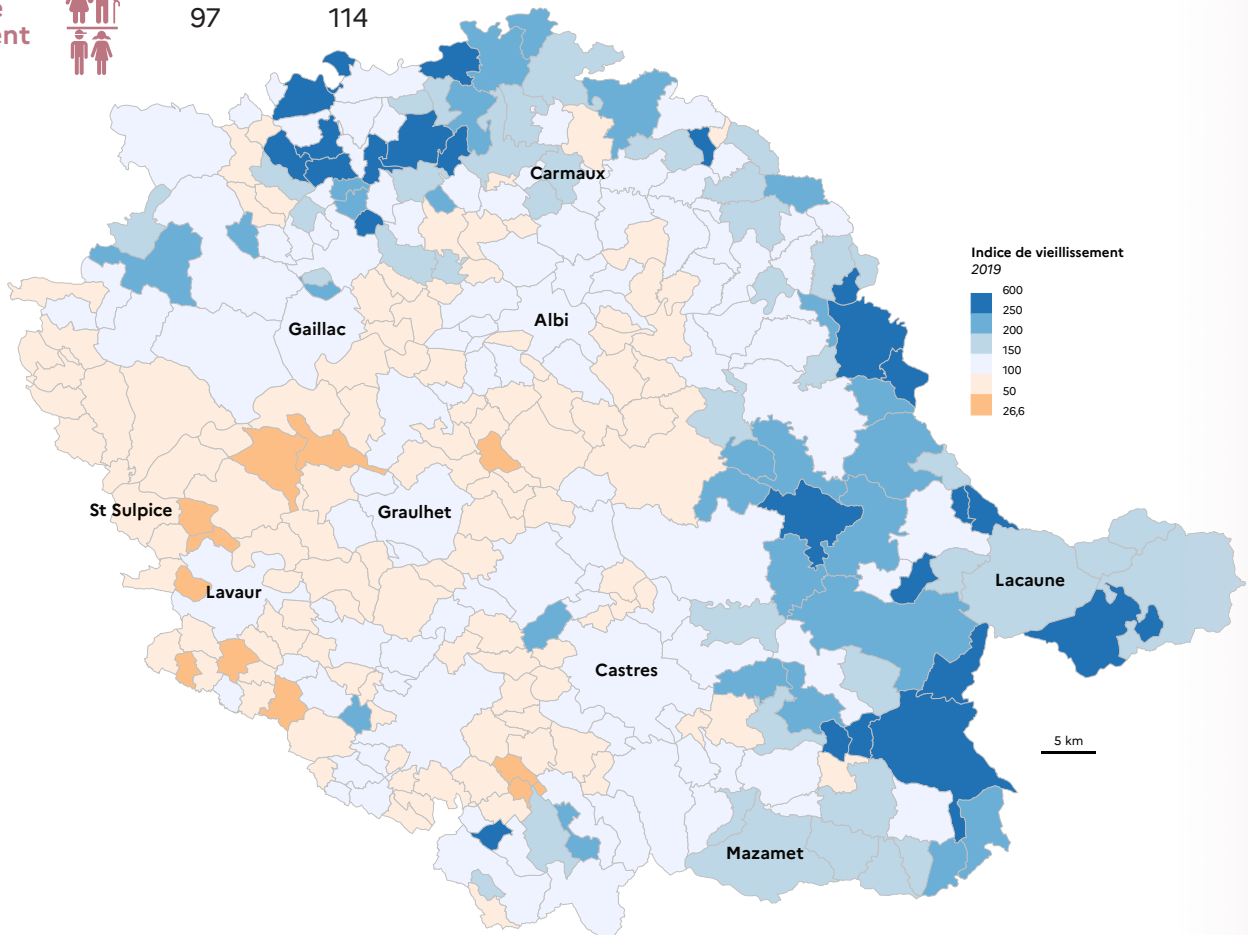 ent
97 114
Carmaux
Indice de vieillissement
2019
600
250
200
150
100
50
26,6
Gaillac
Albi
St Sulpice
Graulhet
Lavaur
Lacaune
Castres
5 km
Mazamet